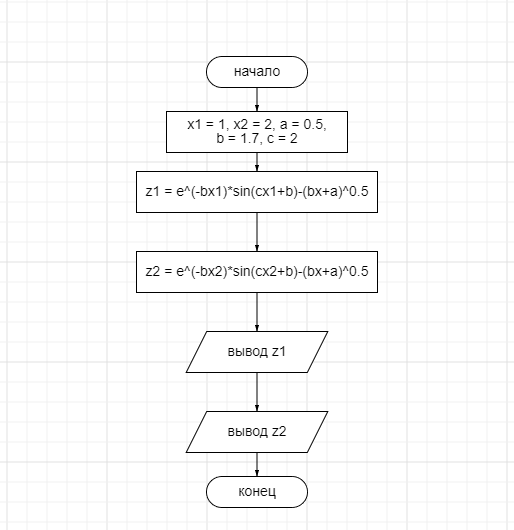 начало
x1 = 1, x2 = 2, a = 0.5,
b = 1.7, c = 2
z1 = e^(-bx1)*sin(cx1+b)-(bx+a)^0.5
z2 = e^(-bx2)*sin(cx2+b)-(bx+a)^0.5
вывод z1
вывод z2
конец